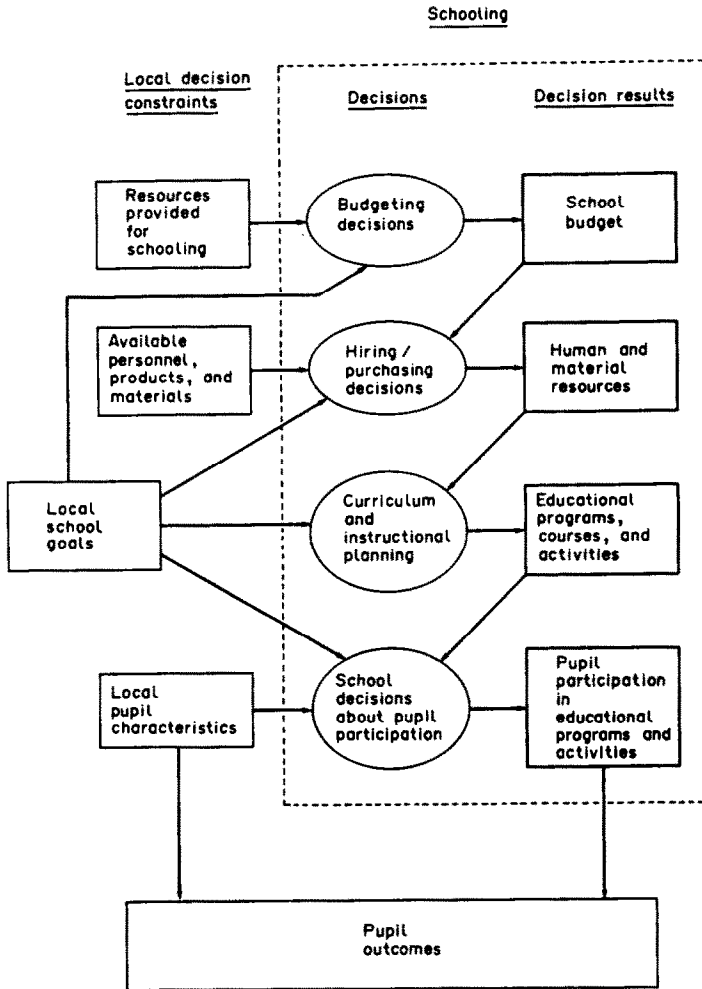 Schooling
Local decision
constraints
Decisions
Decision results
Resources
provided
for
schooling
Budgeting
decisions
School
budget
Available
personnel,
products, and
materials
Hiring /
purchasing
decisions
Human and
material
resources
Local
school
goals
Curriculum
and
instructional
planning
Educational
programs,
courses, and
activities
Local
pupil
characteristics
School
decisions
about pupil
participation
Pupil
participation
in
educational
programs and
activities
Pupil
outcomes